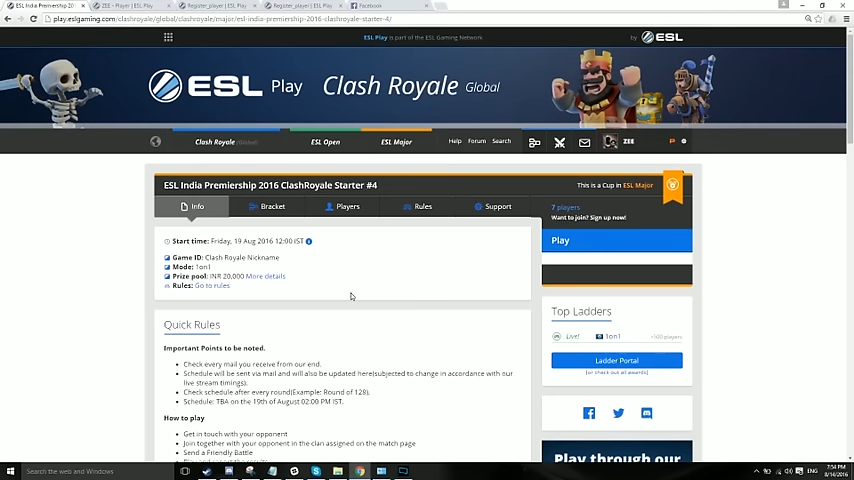 ESL India Premiership 2016
ZEE - Player | ESL Play
Register_player | ESL Play
Register_player | ESL Play
Facebook
play.eslgaming.com/clashroyale/global/clashroyale/major/esl-india-premiership-2016-clashroyale-starter-4/
ESL Play is part of the ESL Gaming Network
by ESL
ESL Play Clash Royale Global
Clash Royale (Global)
ESL Open
ESL Major
Help Forum Search
ZEE
ESL India Premiership 2016 ClashRoyale Starter #4
This is a Cup in ESL Major
Info
Bracket
Players
Rules
Support
7 players
Want to join? Sign up now!
Play
Start time: Friday, 19 Aug 2016 12:00 IST
Game ID: Clash Royale Nickname
Mode: 1on1
Prize pool: INR 20,000 More details
Rules: Go to rules
Top Ladders
Live! 1on1 >500 players
Ladder Portal
(or check out all awards)
Quick Rules
Important Points to be noted.
Check every mail you receive from our end.
Schedule will be sent via mail and will also be updated here(subjected to change in accordance with our
live stream timings).
Check schedule after every round(Example: Round of 128).
Schedule: TBA on the 19th of August 02:00 PM IST.
How to play
Get in touch with your opponent
Join together with your opponent in the clan assigned on the match page
Send a Friendly Battle
Play through our
Search the web and Windows
7:54 PM
8/14/2016